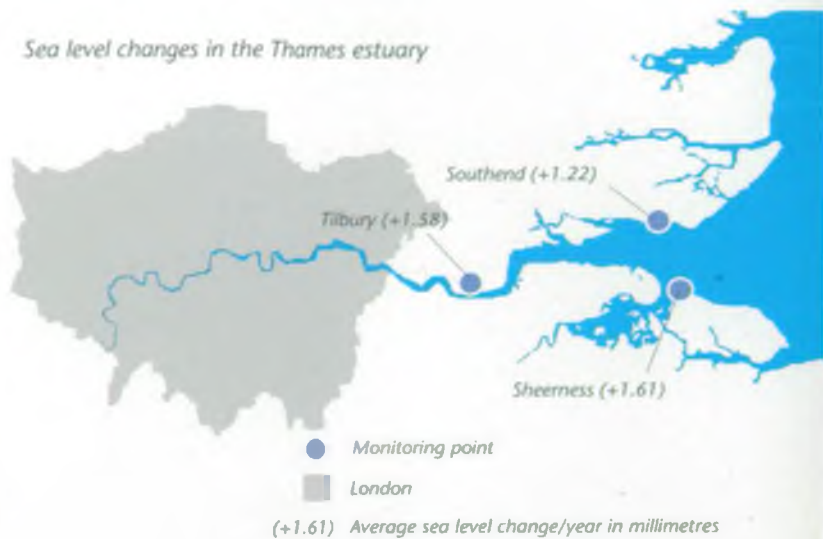 Sea level changes in the Thames estuary
Southend (+1.22)
Tilbury (+1.58)
Sheerness (+1.61)
Monitoring point
London
(+1.61) Average sea level change/year in millimetres